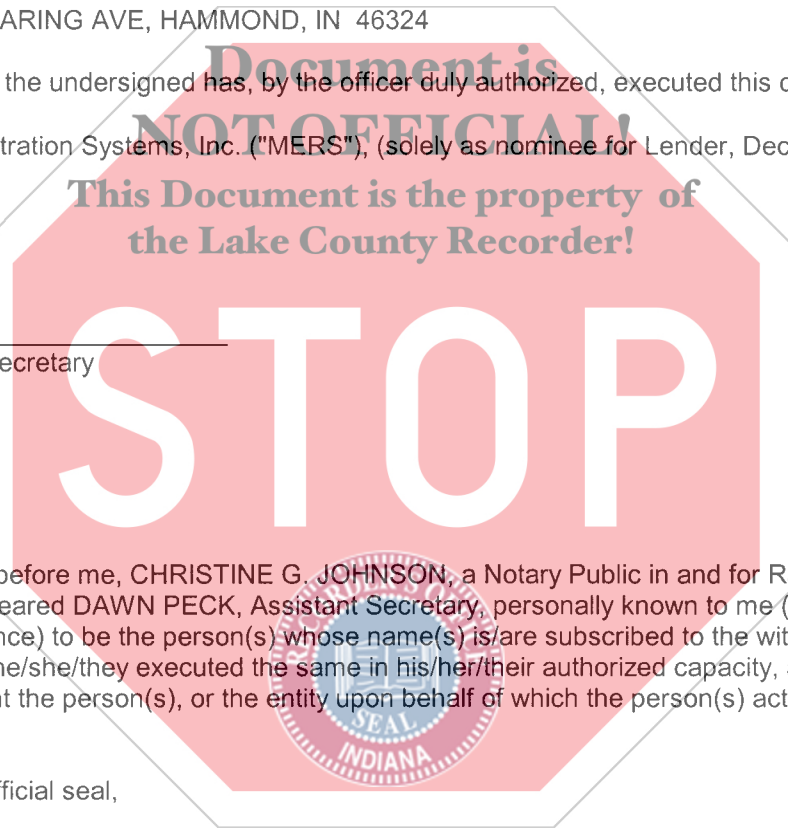 ARING AVE, HAMMOND, IN 46324
Document is
the undersigned has, by the officer duly authorized, executed this
NOT OFFICIAL!
tration Systems, Inc. ("MERS"), (solely as nominee for Lender, Dec
This Document is the property of
the Lake County Recorder!
ecretary
STOP
before me, CHRISTINE G. JOHNSON, a Notary Public in and for R
eared DAWN PECK, Assistant Secretary, personally known to me (
nce) to be the person(s) whose name(s) is/are subscribed to the wit
he/she/they executed the same in his/her/their authorized capacity,
t the person(s), or the entity upon behalf of which the person(s) act
RECORDER'S OFFICE
SEAL
INDIANA
fficial seal,